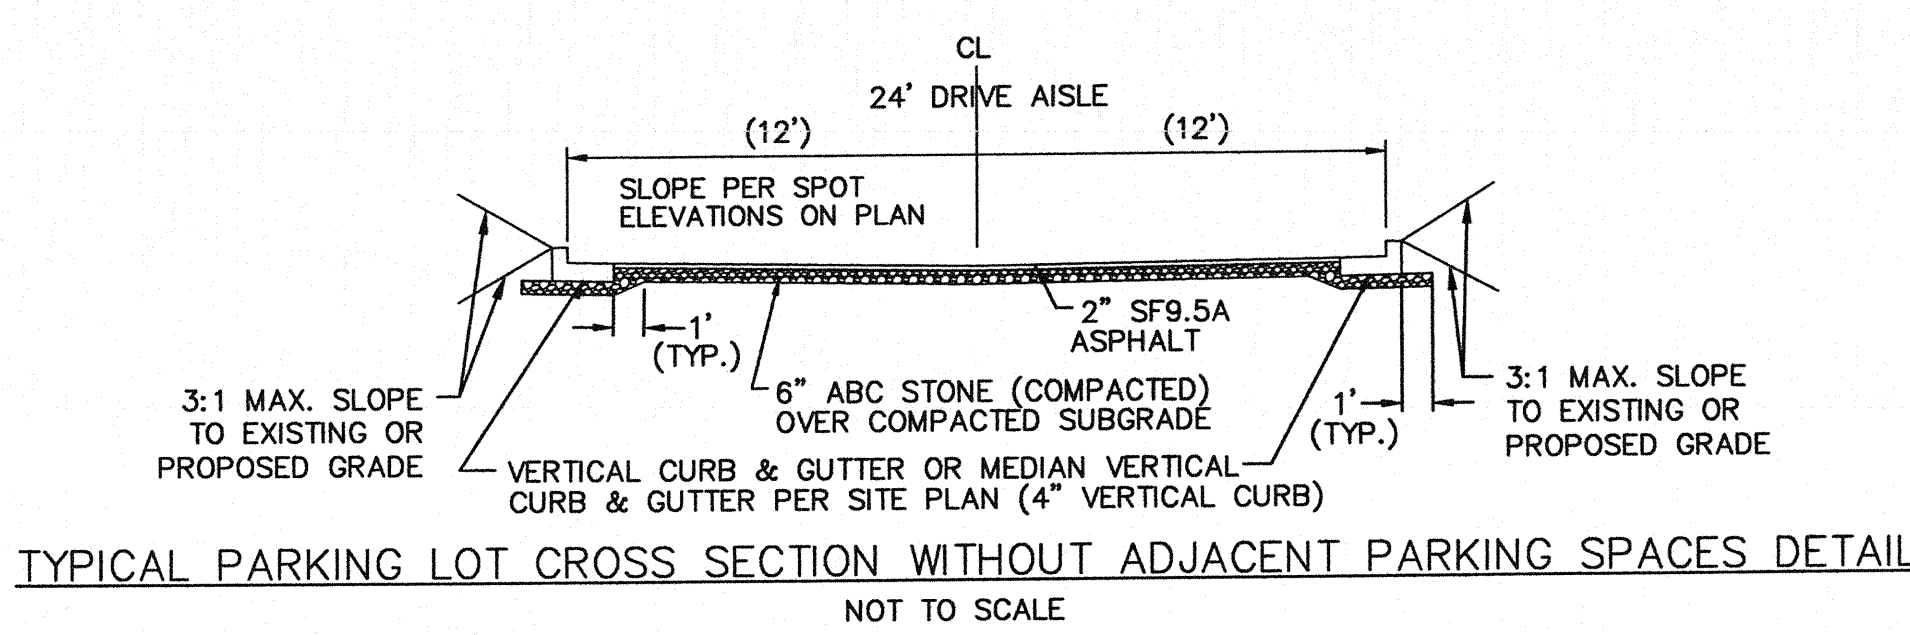 CL
24' DRIVE AISLE
(12')
(12')
SLOPE PER SPOT
ELEVATIONS ON PLAN
1'
(TYP.)
2" SF9.5A
ASPHALT
6" ABC STONE (COMPACTED)
OVER COMPACTED SUBGRADE
3:1 MAX. SLOPE
TO EXISTING OR
PROPOSED GRADE
1'
(TYP.)
3:1 MAX. SLOPE
TO EXISTING OR
PROPOSED GRADE
VERTICAL CURB & GUTTER OR MEDIAN VERTICAL
CURB & GUTTER PER SITE PLAN (4" VERTICAL CURB)
TYPICAL PARKING LOT CROSS SECTION WITHOUT ADJACENT PARKING SPACES DETAIL
NOT TO SCALE